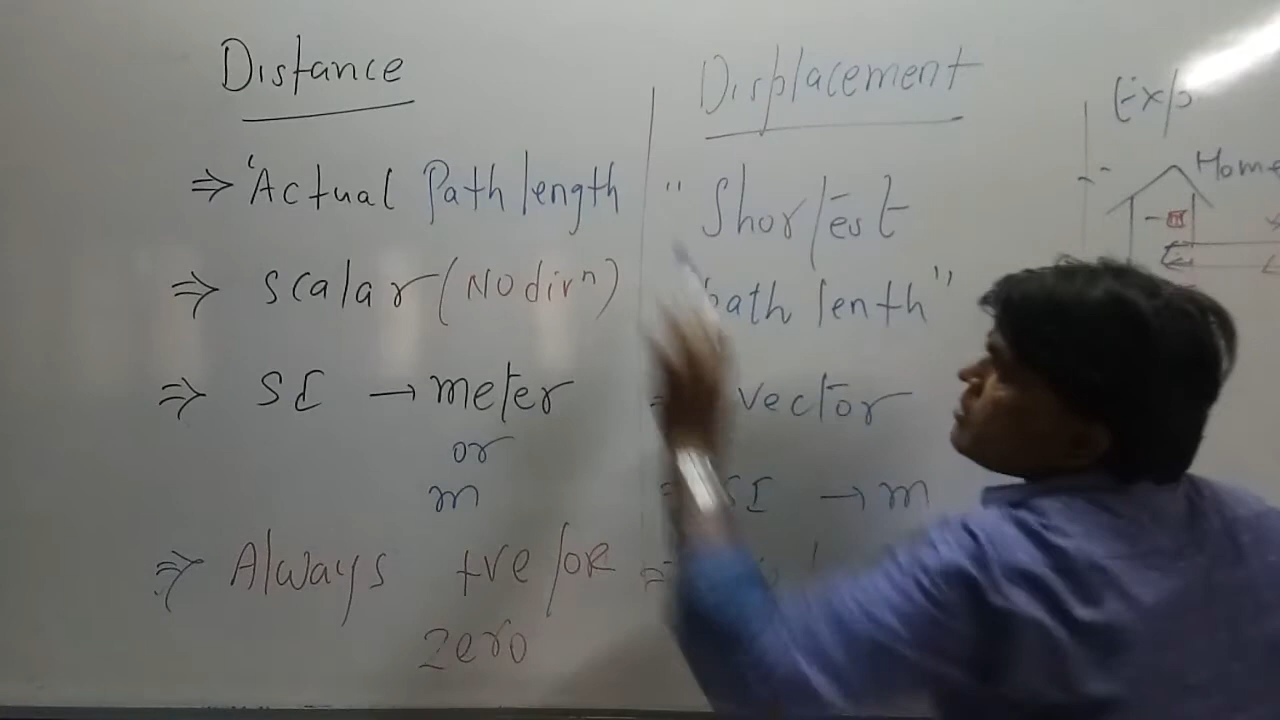 Distance
⇒ 'Actual Path length
⇒ Scalar (No dirⁿ)
⇒ SI → meter
or
m
⇒ Always +ve /or
zero
Displacement
"Shortest
path lenth"
vector
SI → m
Exp
Home